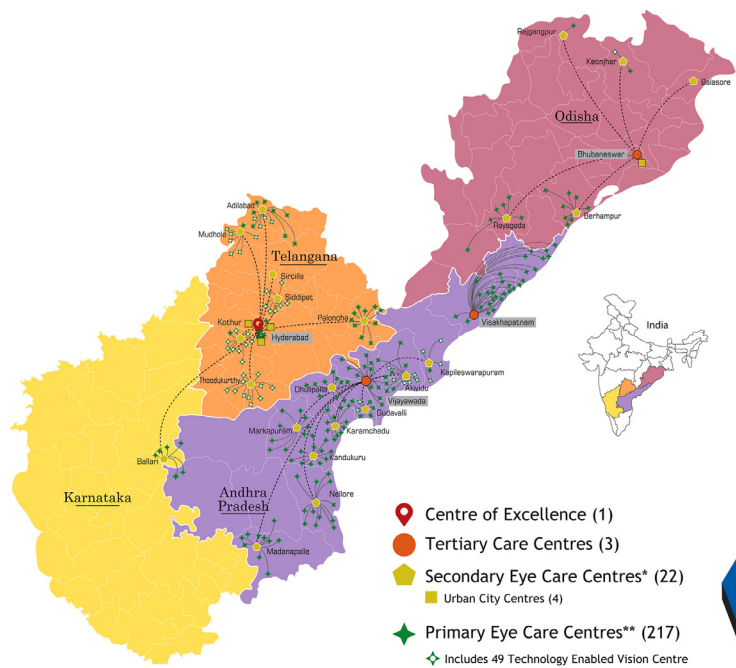 Rajgangpur
Keonjhar
Balasore
Odisha
Bhubaneswar
Adilabad
Rayagada
Berhampur
Mudhole
Telangana
Sircilla
Siddipet
Kothur
Paloncha
Visakhapatnam
Hyderabad
India
Thoodukurthy
Dhulipalla
Akividu
Kapileswarapuram
Vijayawada
Gudavalli
Markapuram
Karamchedu
Ballari
Kandukuru
Karnataka
Andhra
Pradesh
Nellore
Madanapalle
Centre of Excellence (1)
Tertiary Care Centres (3)
Secondary Eye Care Centres* (22)
Urban City Centres (4)
Primary Eye Care Centres** (217)
Includes 49 Technology Enabled Vision Centre